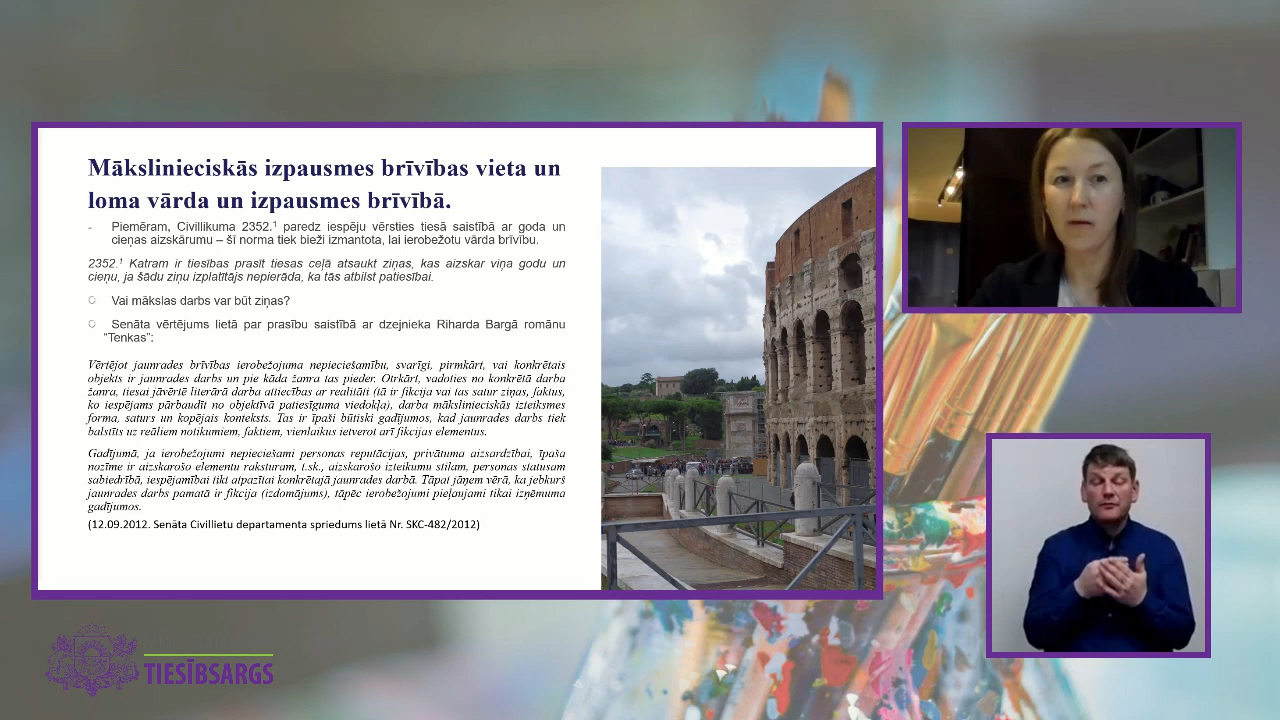 Mākslinieciskās izpausmes brīvības vieta un
loma vārda un izpausmes brīvībā.
- Piemēram, Civillikuma 2352.¹ paredz iespēju vērsties tiesā saistībā ar goda un
cieņas aizskārumu – šī norma tiek bieži izmantota, lai ierobežotu vārda brīvību.
2352.¹ Katram ir tiesības prasīt tiesas ceļā atsaukt ziņas, kas aizskar viņa godu un
cieņu, ja šādu ziņu izplatītājs nepierāda, ka tās atbilst patiesībai.
Vai mākslas darbs var būt ziņas?
Senāta vērtējums lietā par prasību saistībā ar dzejnieka Riharda Bargā romānu
“Tenkas”:
Vērtējot jaunrades brīvības ierobežojuma nepieciešamību, svarīgi, pirmkārt, vai konkrētais
objekts ir jaunrades darbs un pie kāda žanra tas pieder. Otrkārt, vadoties no konkrētā darba
žanra, tiesai jāvērtē literārā darba attiecības ar realitāti (tā ir fikcija vai tas satur ziņas, faktus,
ko iespējams pārbaudīt no objektīvā patiesīguma viedokļa), darba mākslinieciskās izteiksmes
forma, saturs un kopējais konteksts. Tas ir īpaši būtiski gadījumos, kad jaunrades darbs tiek
balstīts uz reāliem notikumiem, faktiem, vienlaikus ietverot arī fikcijas elementus.
Gadījumā, ja ierobežojumi nepieciešami personas reputācijas, privātuma aizsardzībai, īpaša
nozīme ir aizskarošo elementu raksturam, t.sk., aizskarošo izteikumu stilam, personas statusam
sabiedrībā, iespējamībai tikt atpazītai konkrētajā jaunrades darbā. Tāpat jāņem vērā, ka jebkurš
jaunrades darbs pamatā ir fikcija (izdomājums), tāpēc ierobežojumi pieļaujami tikai izņēmuma
gadījumos.
(12.09.2012. Senāta Civillietu departamenta spriedums lietā Nr. SKC-482/2012)
TIESĪBSARGS